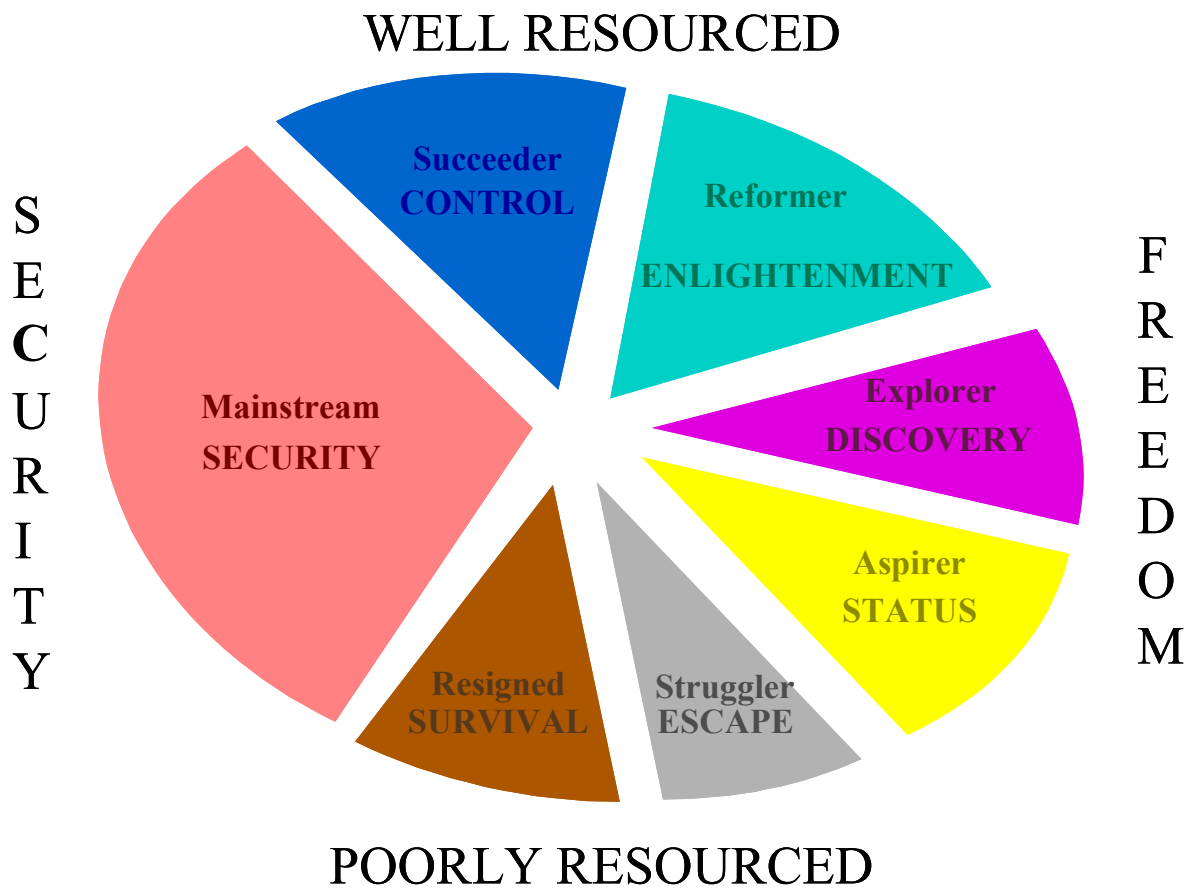 WELL RESOURCED
Succeeder
CONTROL
Reformer
ENLIGHTENMENT
SECURITY
FREEDOM
Mainstream
SECURITY
Explorer
DISCOVERY
Aspirer
STATUS
Resigned
SURVIVAL
Struggler
ESCAPE
POORLY RESOURCED